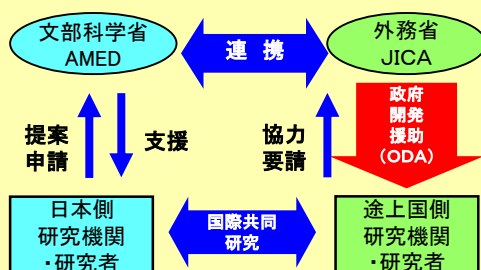 文部科学省
AMED
連 携
外務省
JICA
提案
申請
支援
協力
要請
政府
開発
援助
(ODA)
日本側
研究機関
・研究者
国際共同
研究
途上国側
研究機関
・研究者